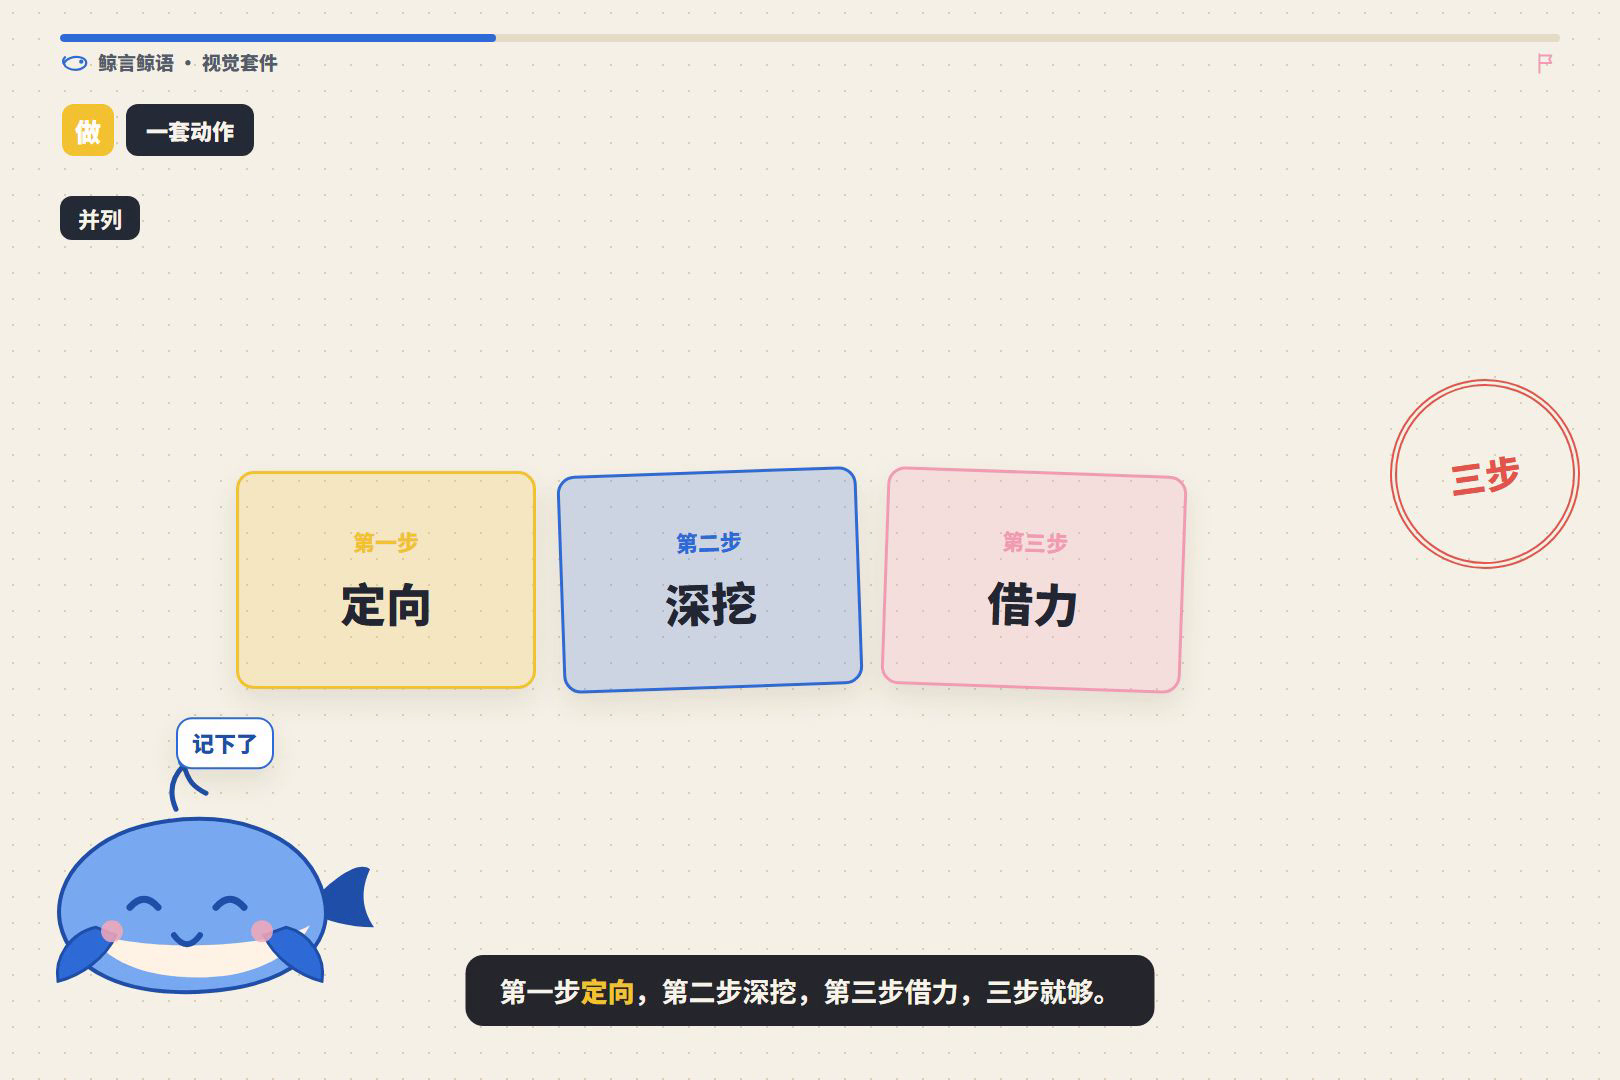 鲸言鲸语 • 视觉套件
做 一套动作
并列
第一步
定向
第二步
深挖
第三步
借力
三步
记下了
第一步定向，第二步深挖，第三步借力，三步就够。